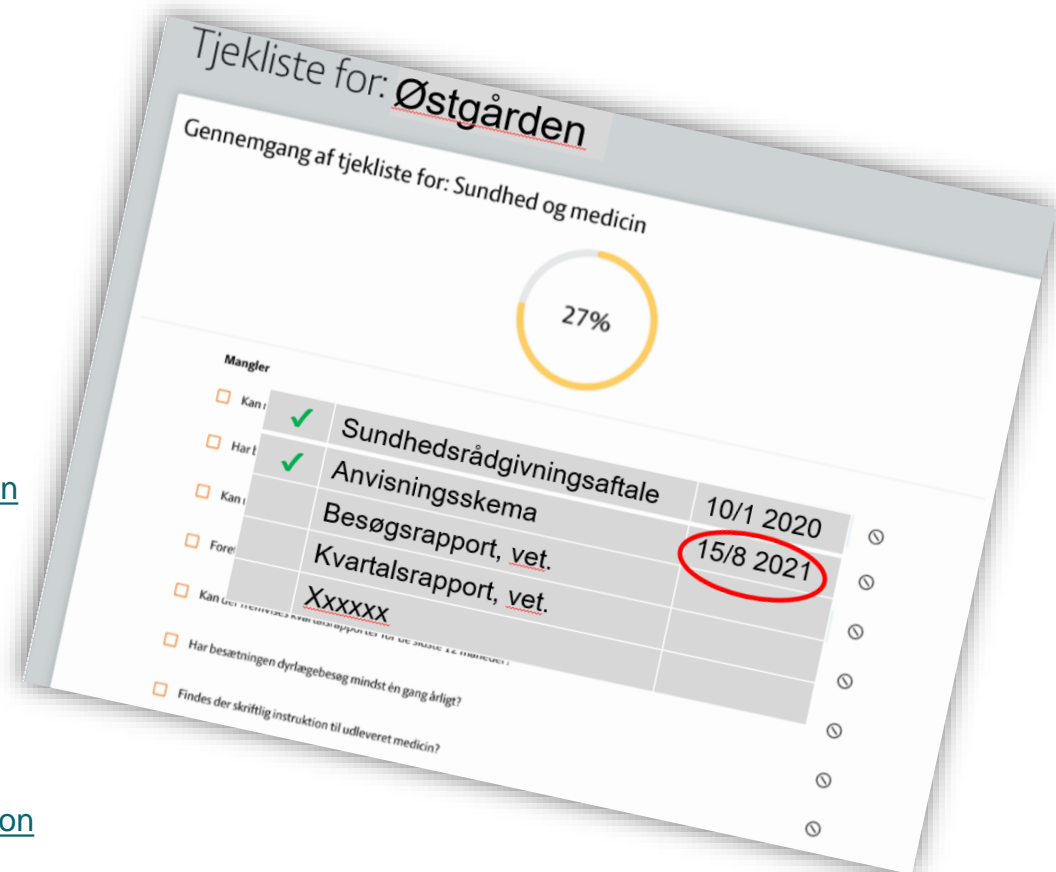 Tjekliste for: Østgården
Gennemgang af tjekliste for: Sundhed og medicin
27%
Mangler
Kan
Har
Kan
✓ Sundhedsrådgivningsaftale 10/1 2020
✓ Anvisningsskema 15/8 2021
Besøgsrapport, vet.
Kvartalsrapport, vet.
Xxxxxx
Kan der fremvises kvartalsrapporter for de sidste 12 måneder?
Har besætningen dyrlægebesøg mindst én gang årligt?
Findes der skriftlig instruktion til udleveret medicin?
n
on